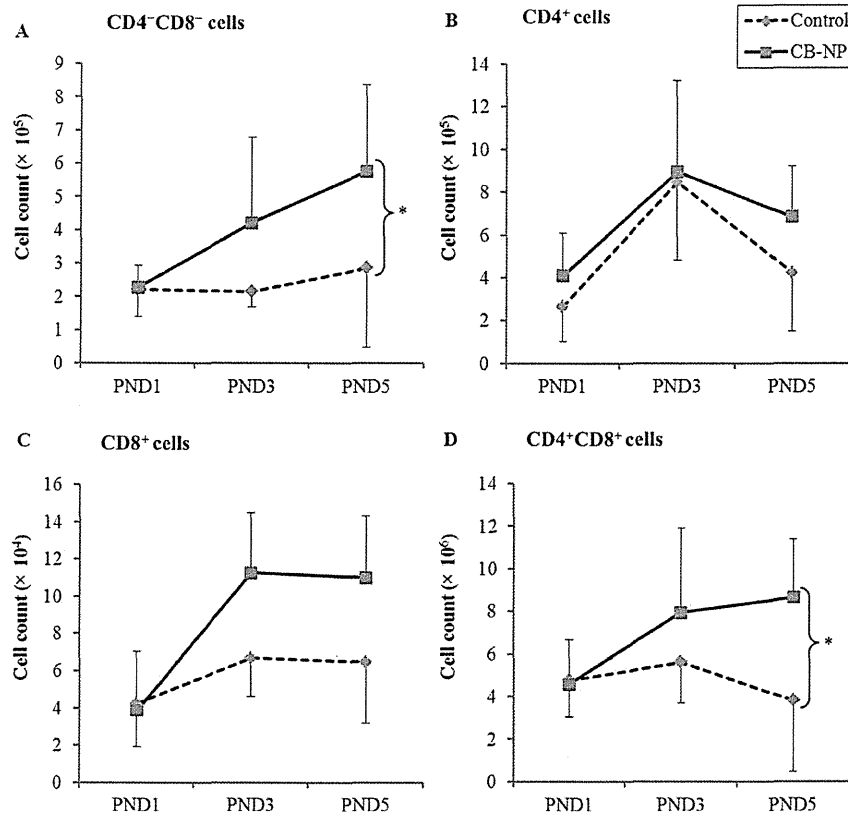 A CD4⁻CD8⁻ cells
Cell count (× 10⁵)
9
8
7
6
5
4
3
2
1
0
*
PND1 PND3 PND5
B CD4⁺ cells
Control
CB-NP
Cell count (× 10⁵)
14
12
10
8
6
4
2
0
PND1 PND3 PND5
C CD8⁺ cells
Cell count (× 10⁴)
16
14
12
10
8
6
4
2
0
PND1 PND3 PND5
D CD4⁺CD8⁺ cells
Cell count (× 10⁶)
14
12
10
8
6
4
2
0
*
PND1 PND3 PND5